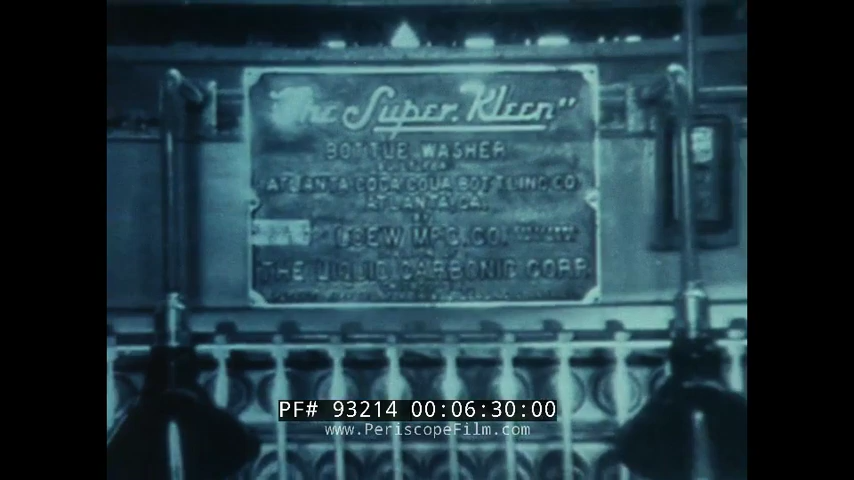 "The Super Kleen"
BOTTLE WASHER
ATLANTA COCA COLA BOTTLING CO.
ATLANTA, GA.
BY
MFG. CO.
THE LIQUID CARBONIC CORP.
PF# 93214 00:06:30:00
www.PeriscopeFilm.com